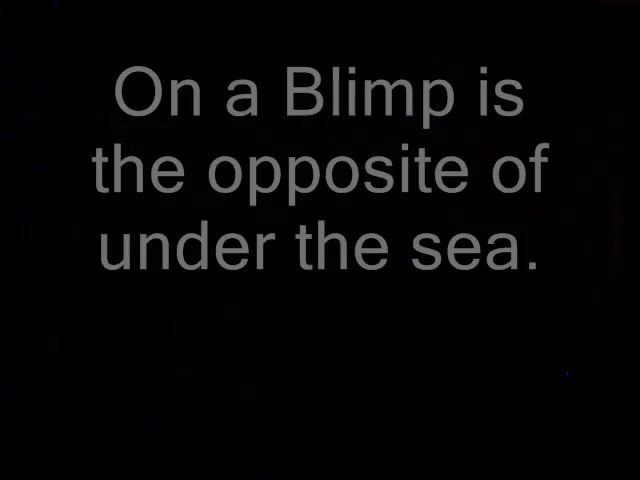 On a Blimp is
the opposite of
under the sea.